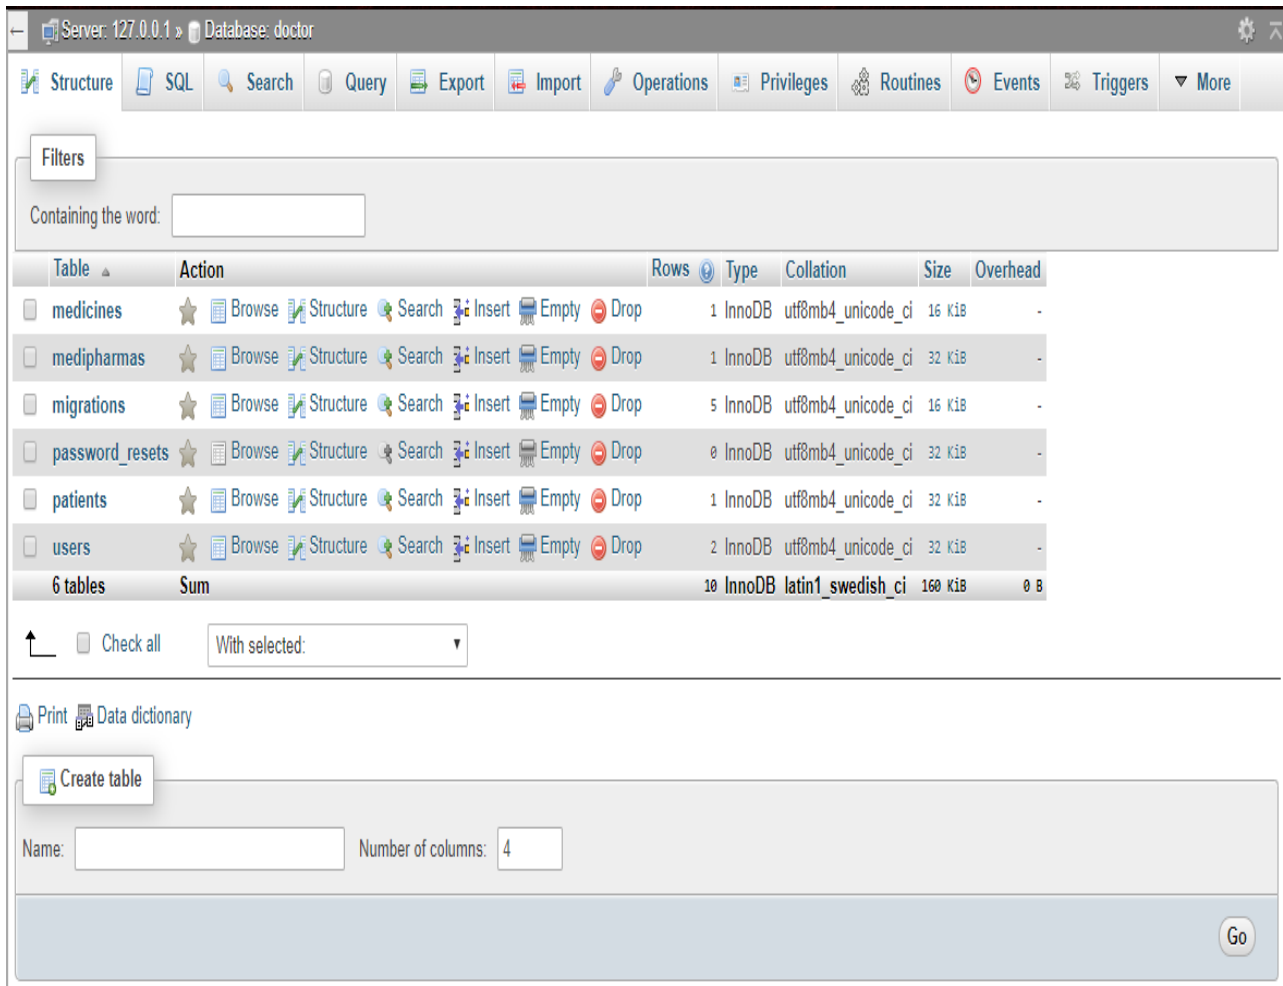 Server: 127.0.0.1 » Database: doctor
Structure SQL Search Query Export Import Operations Privileges Routines Events Triggers More
Filters
Containing the word:
Table Action Rows Type Collation Size Overhead
medicines Browse Structure Search Insert Empty Drop 1 InnoDB utf8mb4_unicode_ci 16 KiB -
medipharmas Browse Structure Search Insert Empty Drop 1 InnoDB utf8mb4_unicode_ci 32 KiB -
migrations Browse Structure Search Insert Empty Drop 5 InnoDB utf8mb4_unicode_ci 16 KiB -
password_resets Browse Structure Search Insert Empty Drop 0 InnoDB utf8mb4_unicode_ci 32 KiB -
patients Browse Structure Search Insert Empty Drop 1 InnoDB utf8mb4_unicode_ci 32 KiB -
users Browse Structure Search Insert Empty Drop 2 InnoDB utf8mb4_unicode_ci 32 KiB -
6 tables Sum 10 InnoDB latin1_swedish_ci 160 KiB 0 B
Check all With selected:
Print Data dictionary
Create table
Name: Number of columns: 4
Go